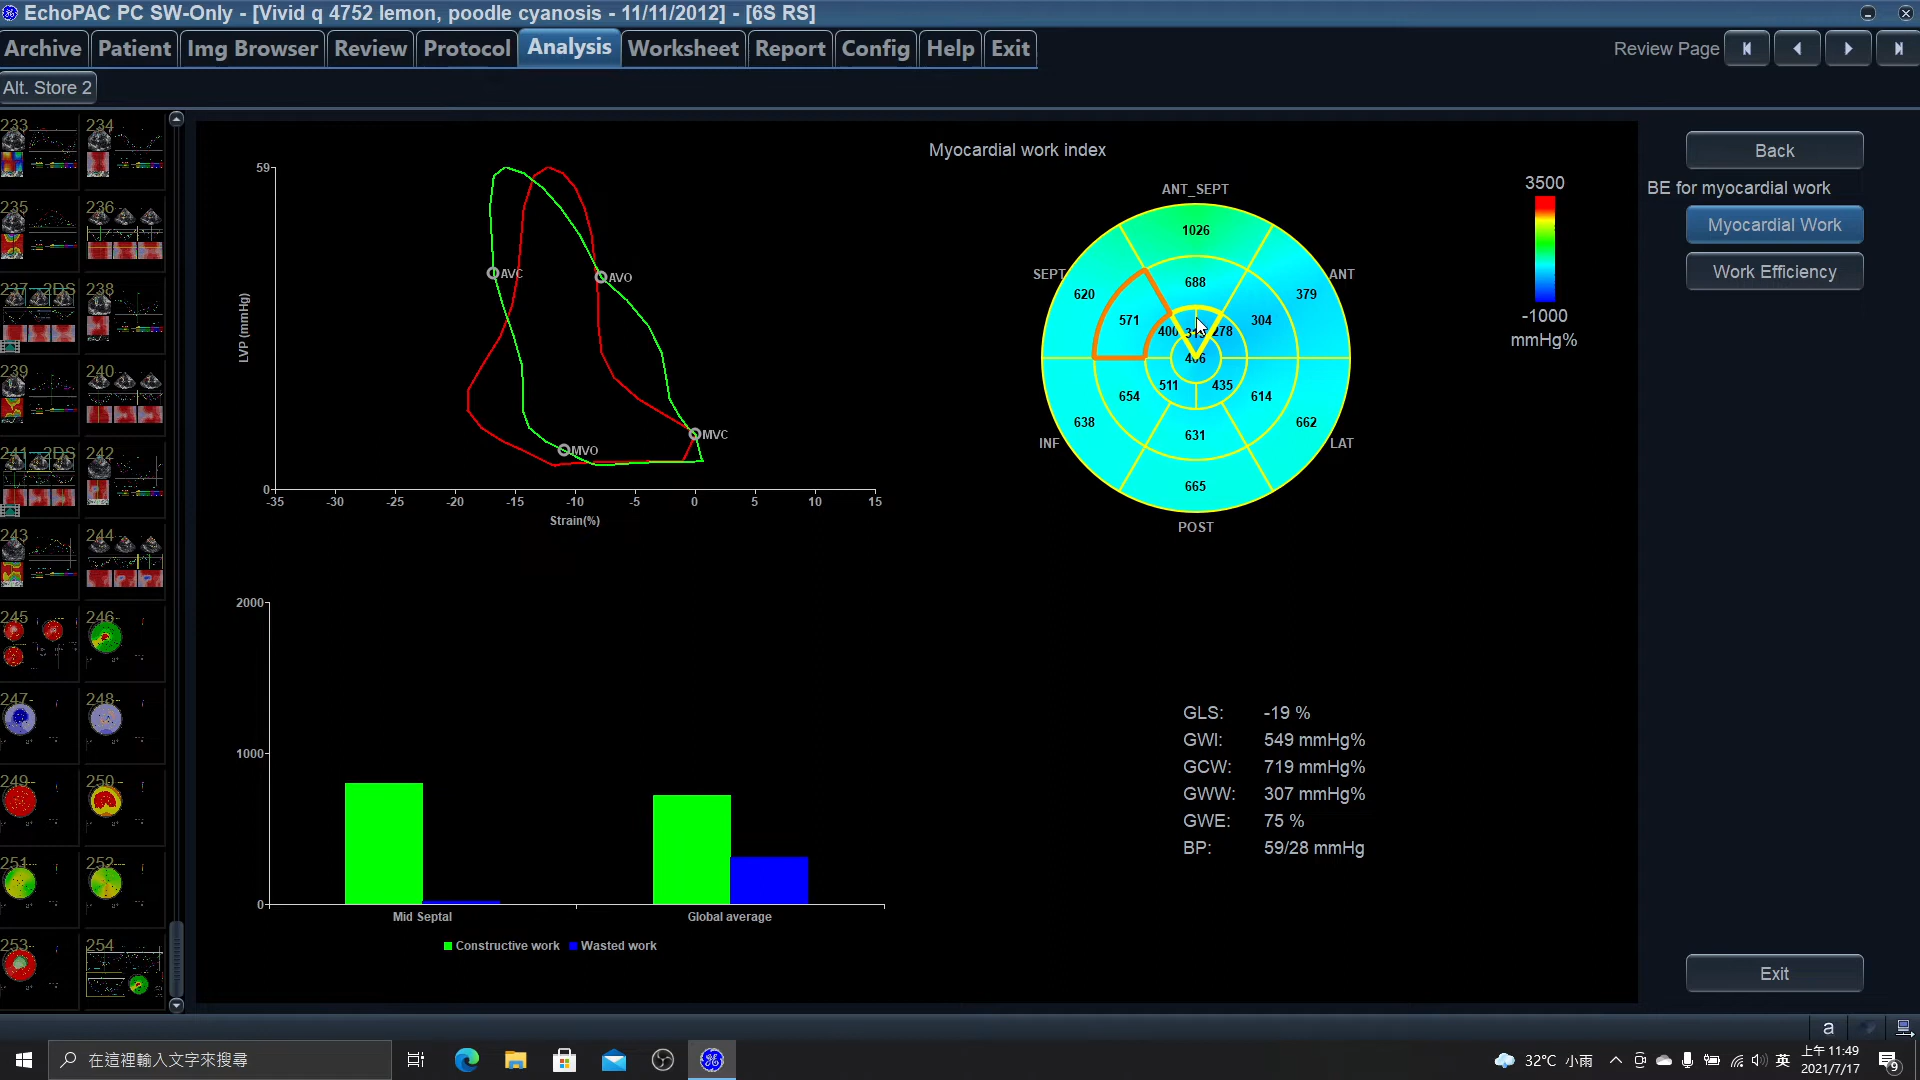 EchoPAC PC SW-Only - [Vivid q 4752 lemon, poodle cyanosis - 11/11/2012] - [6S RS]
Archive Patient Img Browser Review Protocol Analysis Worksheet Report Config Help Exit Review Page
Alt. Store 2
233 234
235 236
237 2DS 238
239 240
241 2DS 242
243 244
245 246
247 248
249 250
251 252
253 254
59
0
LVP (mmHg)
AVC
AVO
MVO
MVC
-35 -30 -25 -20 -15 -10 -5 0 5 10 15
Strain(%)
Myocardial work index
ANT_SEPT
SEPT
ANT
INF
LAT
POST
1026
620 688 379
571 304
400 278
511 435
654 614
638 631 662
665
3500
-1000
mmHg%
Back
BE for myocardial work
Myocardial Work
Work Efficiency
2000
1000
0
Mid Septal Global average
Constructive work Wasted work
GLS: -19 %
GWI: 549 mmHg%
GCW: 719 mmHg%
GWW: 307 mmHg%
GWE: 75 %
BP: 59/28 mmHg
Exit
a
在這裡輸入文字來搜尋
32°C 小雨
英
上午 11:49
2021/7/17
9